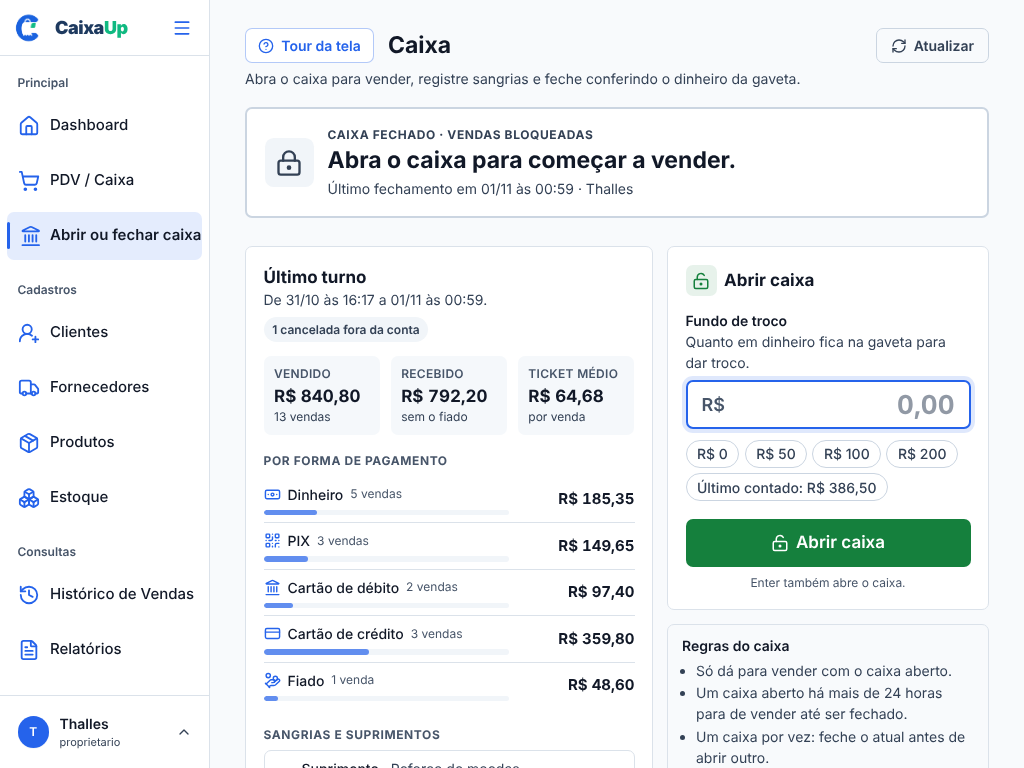 CaixaUp
Principal
Dashboard
PDV / Caixa
Abrir ou fechar caixa
Cadastros
Clientes
Fornecedores
Produtos
Estoque
Consultas
Histórico de Vendas
Relatórios
T
Thalles
proprietario
Tour da tela
Caixa
Atualizar
Abra o caixa para vender, registre sangrias e feche conferindo o dinheiro da gaveta.
CAIXA FECHADO · VENDAS BLOQUEADAS
Abra o caixa para começar a vender.
Último fechamento em 01/11 às 00:59 · Thalles
Último turno
De 31/10 às 16:17 a 01/11 às 00:59.
1 cancelada fora da conta
VENDIDO
R$ 840,80
13 vendas
RECEBIDO
R$ 792,20
sem o fiado
TICKET MÉDIO
R$ 64,68
por venda
POR FORMA DE PAGAMENTO
Dinheiro 5 vendas R$ 185,35
PIX 3 vendas R$ 149,65
Cartão de débito 2 vendas R$ 97,40
Cartão de crédito 3 vendas R$ 359,80
Fiado 1 venda R$ 48,60
SANGRIAS E SUPRIMENTOS
Suprimento · Reforço de moedas
Abrir caixa
Fundo de troco
Quanto em dinheiro fica na gaveta para
dar troco.
R$ 0,00
R$ 0 R$ 50 R$ 100 R$ 200
Último contado: R$ 386,50
Abrir caixa
Enter também abre o caixa.
Regras do caixa
Só dá para vender com o caixa aberto.
Um caixa aberto há mais de 24 horas
para de vender até ser fechado.
Um caixa por vez: feche o atual antes de
abrir outro.